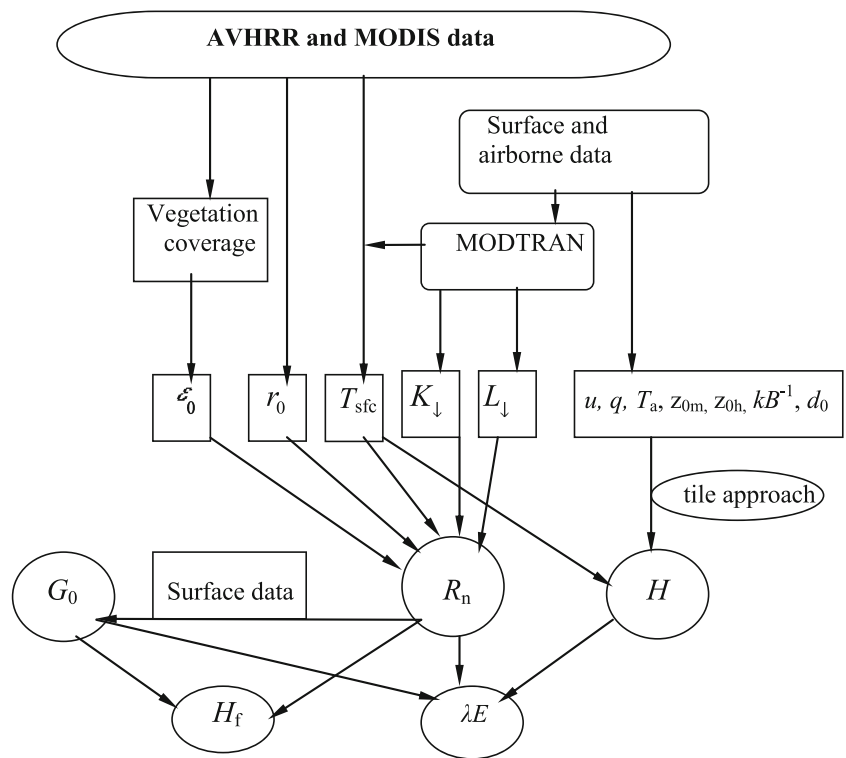 AVHRR and MODIS data
Surface and
airborne data
Vegetation
coverage
MODTRAN
ε₀
r₀
Tsfc
K↓
L↓
u, q, Ta, z0m, z0h, kB⁻¹, d₀
tile approach
G₀
Surface data
Rn
H
Hf
λE